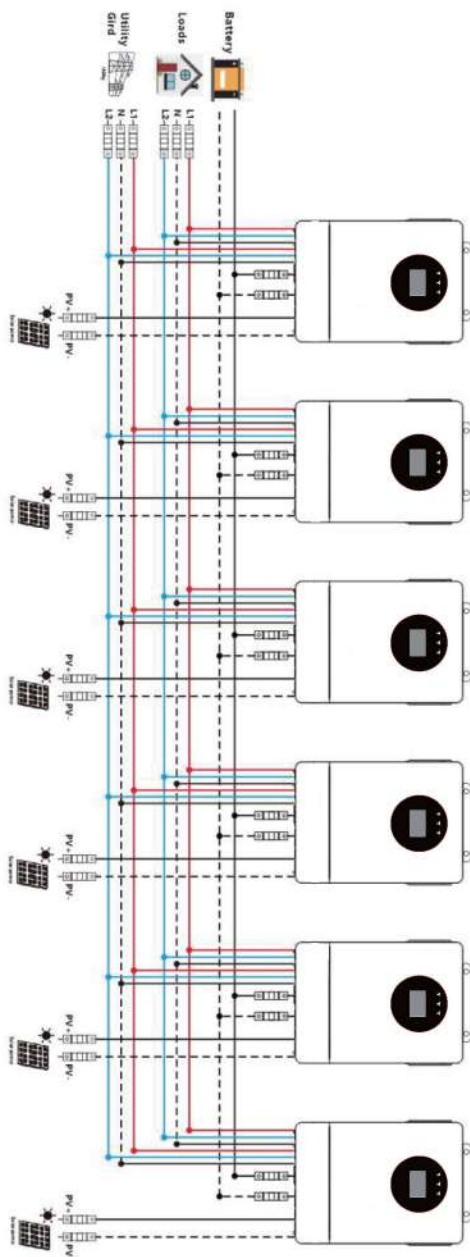 Battery
Loads
L1
N
L2
Utility
Gird
L1
N
L2
PV+
PV-
PV+
PV-
PV+
PV-
PV+
PV-
PV+
PV-
PV+
PV